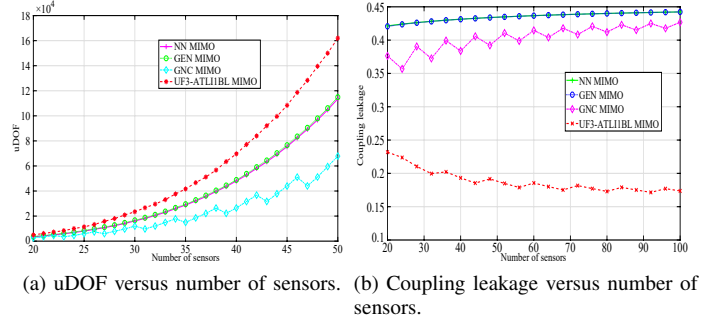 ×10⁴
18
16
14
12
10
8
6
4
2
0
uDOF
NN MIMO
GEN MIMO
GNC MIMO
UF3-ATLI1BL MIMO
20 25 30 35 40 45 50
Number of sensors
(a) uDOF versus number of sensors.
0.45
0.4
0.35
0.3
0.25
0.2
0.15
0.1
Coupling leakage
NN MIMO
GEN MIMO
GNC MIMO
UF3-ATLI1BL MIMO
20 30 40 50 60 70 80 90 100
Number of sensors
(b) Coupling leakage versus number of
sensors.